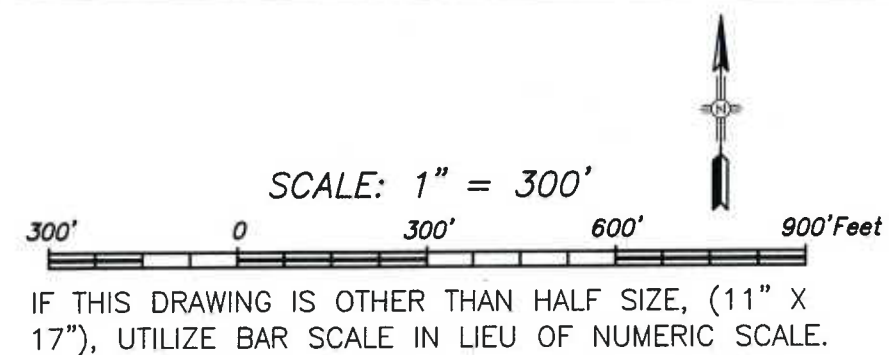 N
SCALE: 1" = 300'
300' 0 300' 600' 900'Feet
IF THIS DRAWING IS OTHER THAN HALF SIZE, (11" X
17"), UTILIZE BAR SCALE IN LIEU OF NUMERIC SCALE.